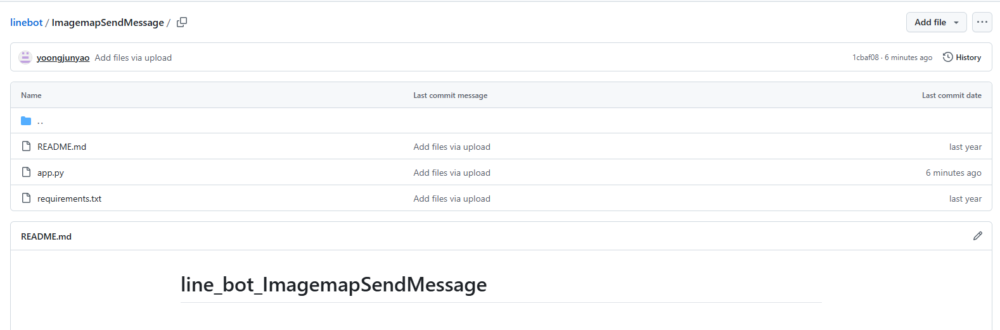 linebot / ImagemapSendMessage /
Add file
yoongjunyao Add files via upload
1cbaf08 · 6 minutes ago
History
Name Last commit message Last commit date
..
README.md Add files via upload last year
app.py Add files via upload 6 minutes ago
requirements.txt Add files via upload last year
README.md
line_bot_ImagemapSendMessage